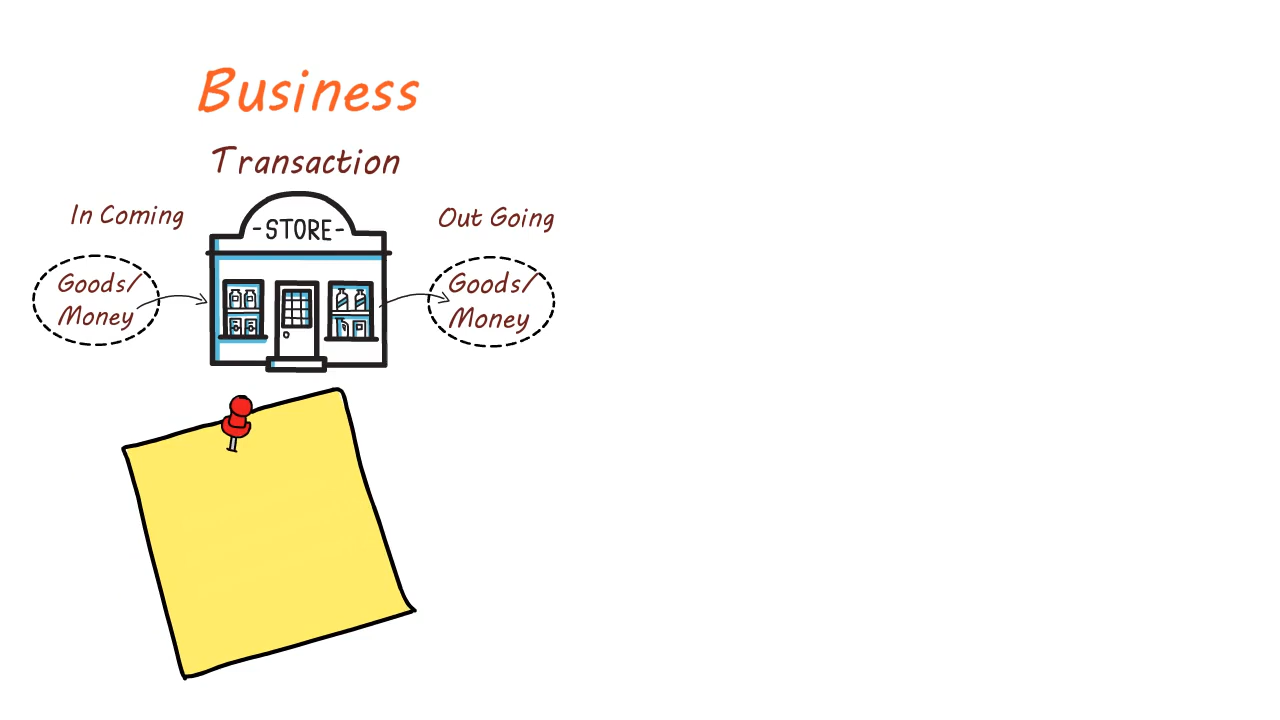 Business
Transaction
In Coming
Out Going
-STORE-
Goods/
Money
Goods/
Money